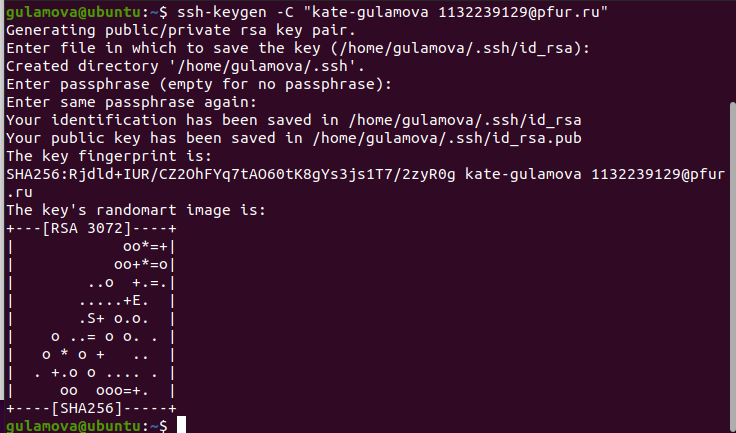 gulamova@ubuntu:~$ ssh-keygen -C "kate-gulamova 1132239129@pfur.ru"
Generating public/private rsa key pair.
Enter file in which to save the key (/home/gulamova/.ssh/id_rsa):
Created directory '/home/gulamova/.ssh'.
Enter passphrase (empty for no passphrase):
Enter same passphrase again:
Your identification has been saved in /home/gulamova/.ssh/id_rsa
Your public key has been saved in /home/gulamova/.ssh/id_rsa.pub
The key fingerprint is:
SHA256:Rjdld+IUR/CZ2OhFYq7tAO60tK8gYs3js1T7/2zyR0g kate-gulamova 1132239129@pfur
.ru
The key's randomart image is:
+---[RSA 3072]----+
|             oo*=+|
|            oo+*=o|
|         ..o  +.=.|
|        .....+E.  |
|        .S+ o.o.  |
|     o ..= o o. . |
|    o * o +   ..  |
|   . +.o o .... . |
|      oo  ooo=+.  |
+----[SHA256]-----+
gulamova@ubuntu:~$